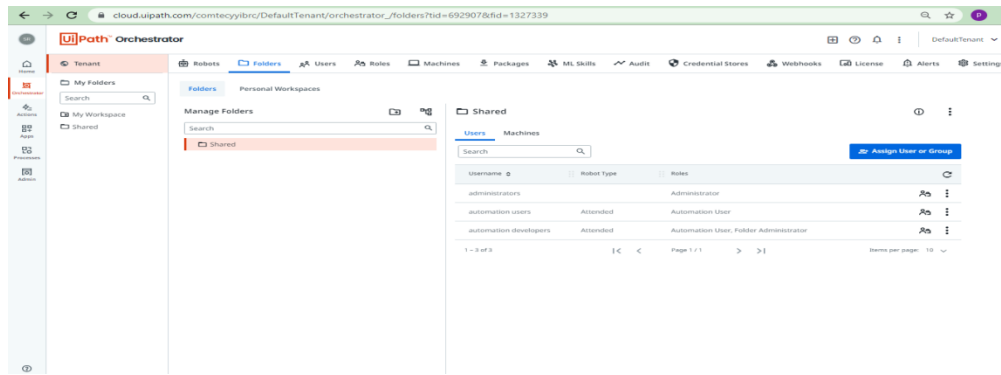 cloud.uipath.com/comtecyyibrc/DefaultTenant/orchestrator_/folders?tid=692907&fid=1327339
P
SR
UiPath™ Orchestrator
DefaultTenant
Home
Orchestrator
Actions
Apps
Processes
Admin
Tenant
My Folders
Search
My Workspace
Shared
Robots Folders Users Roles Machines Packages ML Skills Audit Credential Stores Webhooks License Alerts Settings
Folders Personal Workspaces
Manage Folders
Search
Shared
Shared
Users Machines
Search
Assign User or Group
Username Robot Type Roles
administrators Administrator
automation users Attended Automation User
automation developers Attended Automation User, Folder Administrator
1 - 3 of 3 Page 1 / 1 Items per page: 10